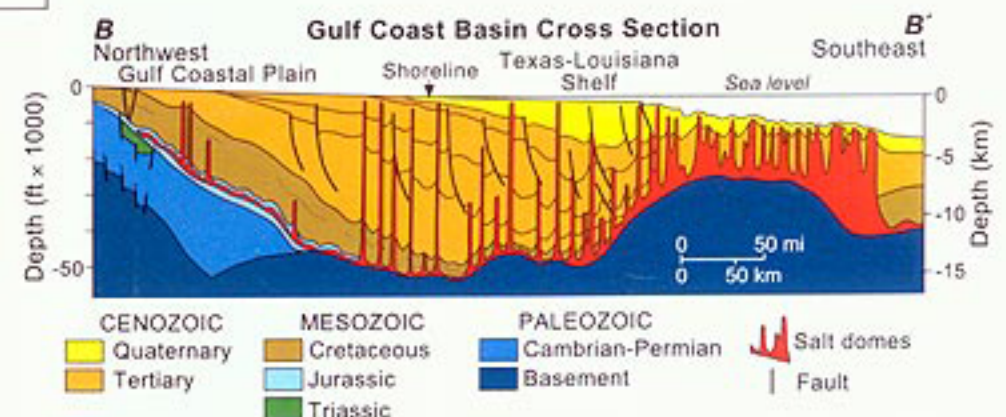 B Gulf Coast Basin Cross Section B´
Northwest Southeast
Gulf Coastal Plain Shoreline Texas-Louisiana Shelf Sea level
Depth (ft x 1000)
0
-50
0
-5
-10
-15
Depth (km)
0 50 mi
0 50 km
CENOZOIC MESOZOIC PALEOZOIC
Quaternary Cretaceous Cambrian-Permian Salt domes
Tertiary Jurassic Basement Fault
Triassic